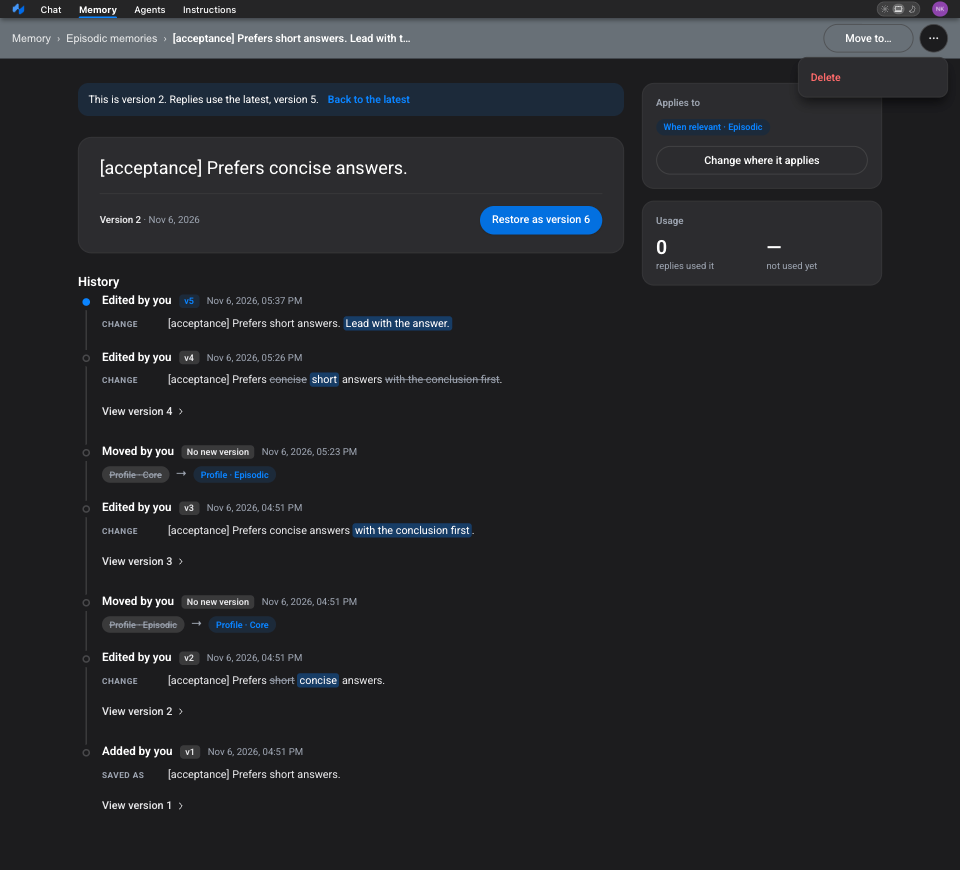 Chat Memory Agents Instructions NK
Memory › Episodic memories › [acceptance] Prefers short answers. Lead with t... Move to... ...
Delete
This is version 2. Replies use the latest, version 5. Back to the latest
Applies to
When relevant · Episodic
Change where it applies
[acceptance] Prefers concise answers.
Version 2 · Nov 6, 2026 Restore as version 6
Usage
0 —
replies used it not used yet
History
Edited by you v5 Nov 6, 2026, 05:37 PM
CHANGE [acceptance] Prefers short answers. Lead with the answer.
Edited by you v4 Nov 6, 2026, 05:26 PM
CHANGE [acceptance] Prefers concise short answers with the conclusion first.
View version 4 ›
Moved by you No new version Nov 6, 2026, 05:23 PM
Profile · Core → Profile · Episodic
Edited by you v3 Nov 6, 2026, 04:51 PM
CHANGE [acceptance] Prefers concise answers with the conclusion first.
View version 3 ›
Moved by you No new version Nov 6, 2026, 04:51 PM
Profile · Episodic → Profile · Core
Edited by you v2 Nov 6, 2026, 04:51 PM
CHANGE [acceptance] Prefers short concise answers.
View version 2 ›
Added by you v1 Nov 6, 2026, 04:51 PM
SAVED AS [acceptance] Prefers short answers.
View version 1 ›